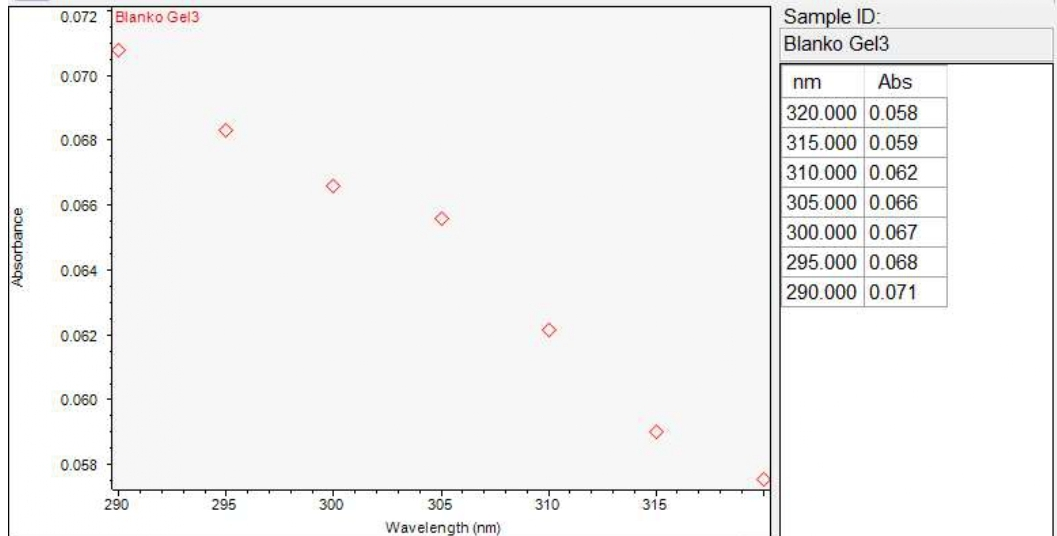 Blanko Gel3
0.072
0.070
0.068
0.066
0.064
0.062
0.060
0.058
Absorbance
290 295 300 305 310 315
Wavelength (nm)
Sample ID:
Blanko Gel3
nm Abs
320.000 0.058
315.000 0.059
310.000 0.062
305.000 0.066
300.000 0.067
295.000 0.068
290.000 0.071